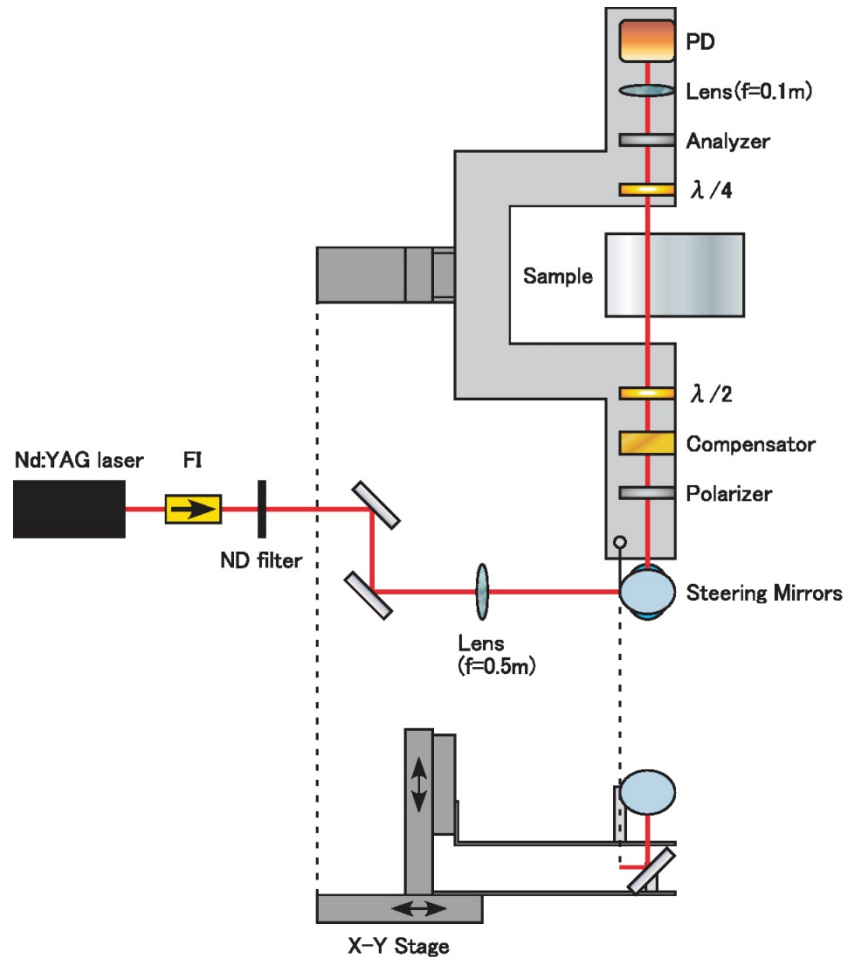 PD
Lens(f=0.1m)
Analyzer
λ/4
Sample
λ/2
Compensator
Polarizer
Nd:YAG laser
FI
ND filter
Steering Mirrors
Lens
(f=0.5m)
X-Y Stage